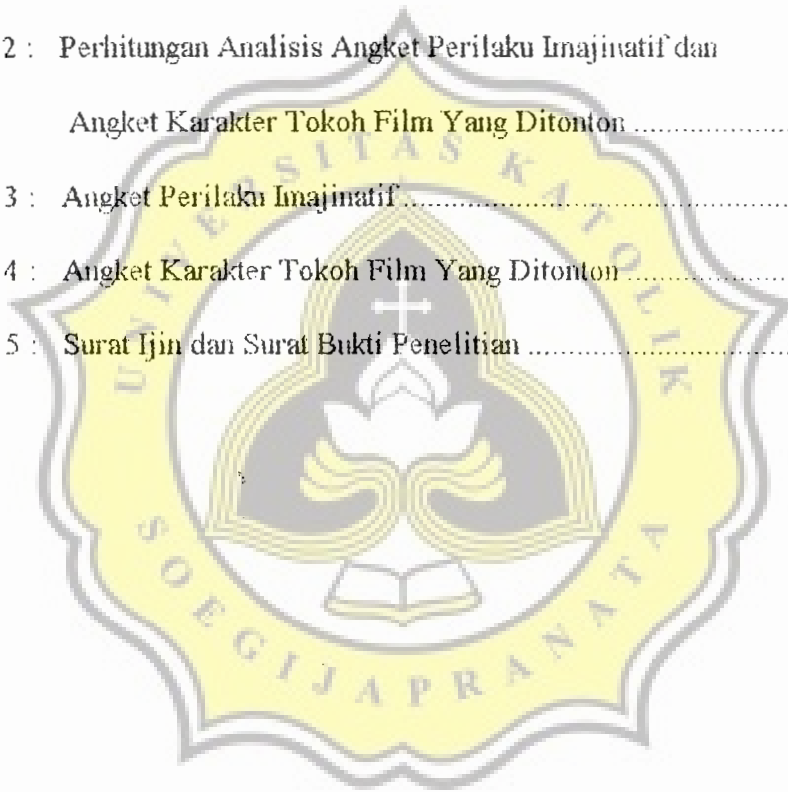 2 : Perhitungan Analisis Angket Perilaku Imajinatif dan
Angket Karakter Tokoh Film Yang Ditonton ....................
3 : Angket Perilaku Imajinatif ..................................................
4 : Angket Karakter Tokoh Film Yang Ditonton ....................
5 : Surat Ijin dan Surat Bukti Penelitian ..................................
UNIVERSITAS KATOLIK
SOEGIJAPRANATA